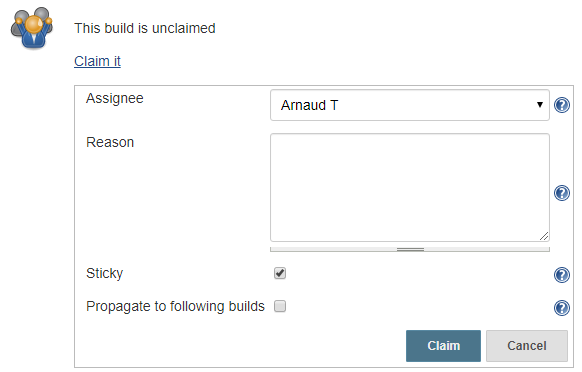 This build is unclaimed
Claim it
Assignee
Arnaud T
Reason
Sticky
Propagate to following builds
Claim Cancel